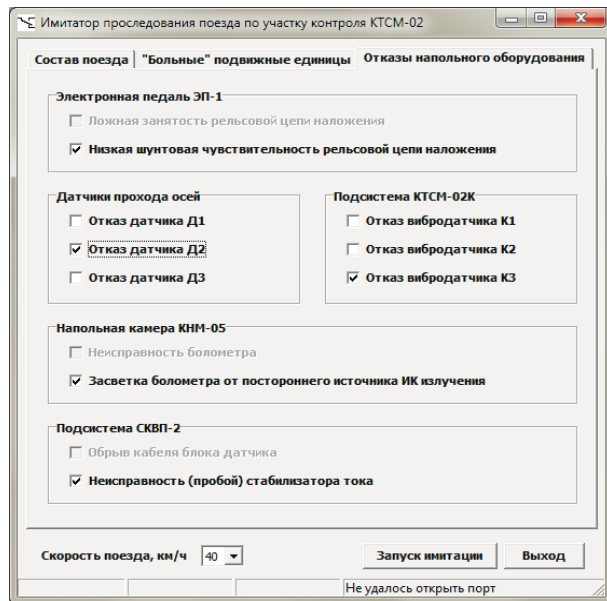 Имитатор проследования поезда по участку контроля КТСМ-02
Состав поезда "Больные" подвижные единицы Отказы напольного оборудования
Электронная педаль ЭП-1
Ложная занятость рельсовой цепи наложения
Низкая шунтовая чувствительность рельсовой цепи наложения
Датчики прохода осей
Отказ датчика Д1
Отказ датчика Д2
Отказ датчика Д3
Подсистема КТСМ-02К
Отказ вибродатчика К1
Отказ вибродатчика К2
Отказ вибродатчика К3
Напольная камера КНМ-05
Неисправность болометра
Засветка болометра от постороннего источника ИК излучения
Подсистема СКВП-2
Обрыв кабеля блока датчика
Неисправность (пробой) стабилизатора тока
Скорость поезда, км/ч 40 Запуск имитации Выход
Не удалось открыть порт